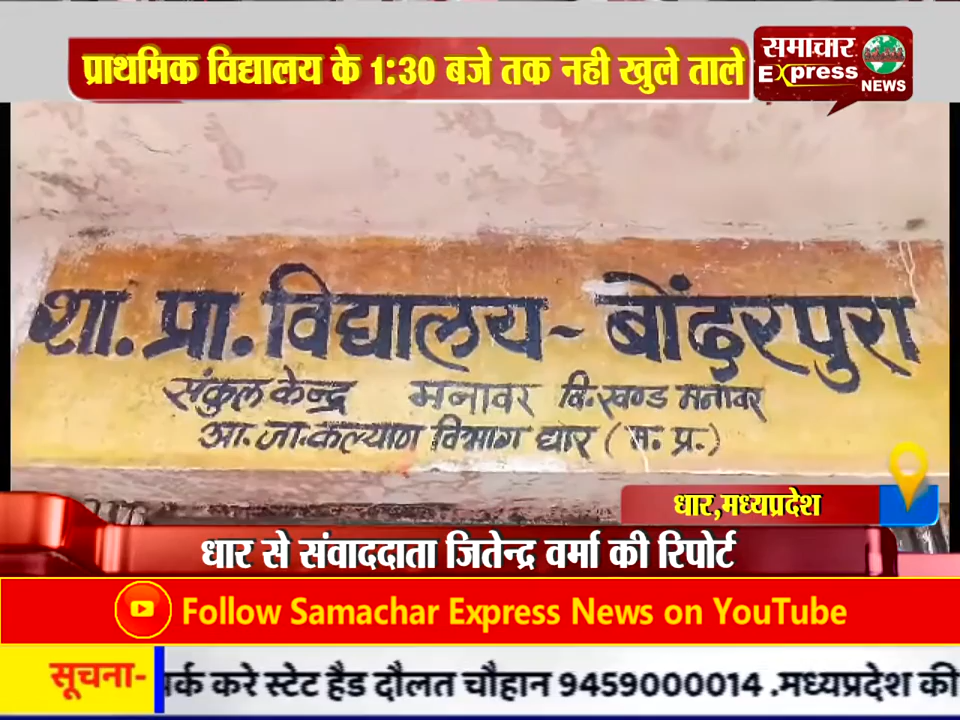 प्राथमिक विद्यालय के 1:30 बजे तक नही खुले ताले
समाचार
Express
NEWS
शा. प्रा. विद्यालय - बोंदरपुरा
संकुल केन्द्र मनावर वि. खण्ड मनावर
आ. जा. कल्याण विभाग धार (म. प्र.)
धार,मध्यप्रदेश
धार से संवाददाता जितेन्द्र वर्मा की रिपोर्ट
Follow Samachar Express News on YouTube
सूचना- र्क करे स्टेट हैड दौलत चौहान 9459000014 .मध्यप्रदेश की